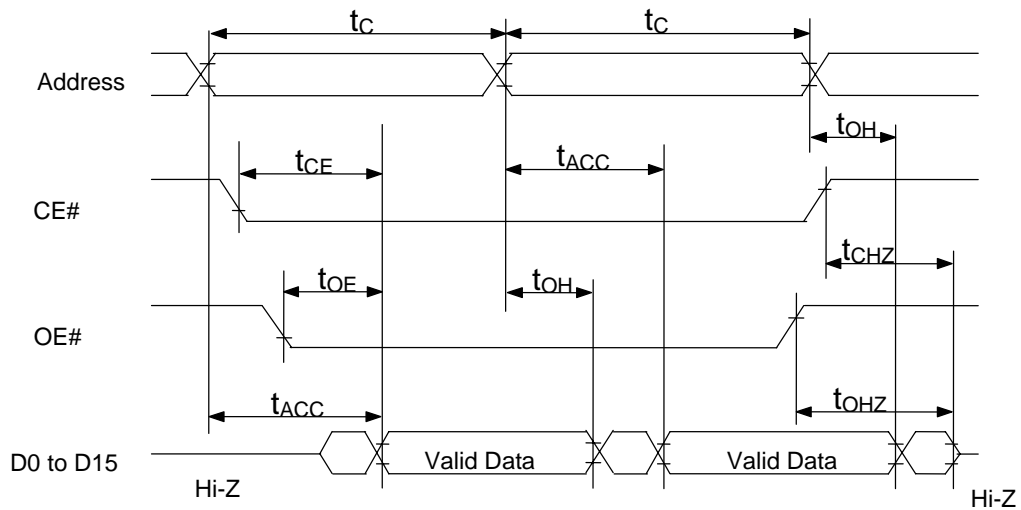 tC tC
Address
tOH
tCE tACC
CE#
tCHZ
tOE tOH
OE#
tACC tOHZ
D0 to D15 Valid Data Valid Data
Hi-Z Hi-Z